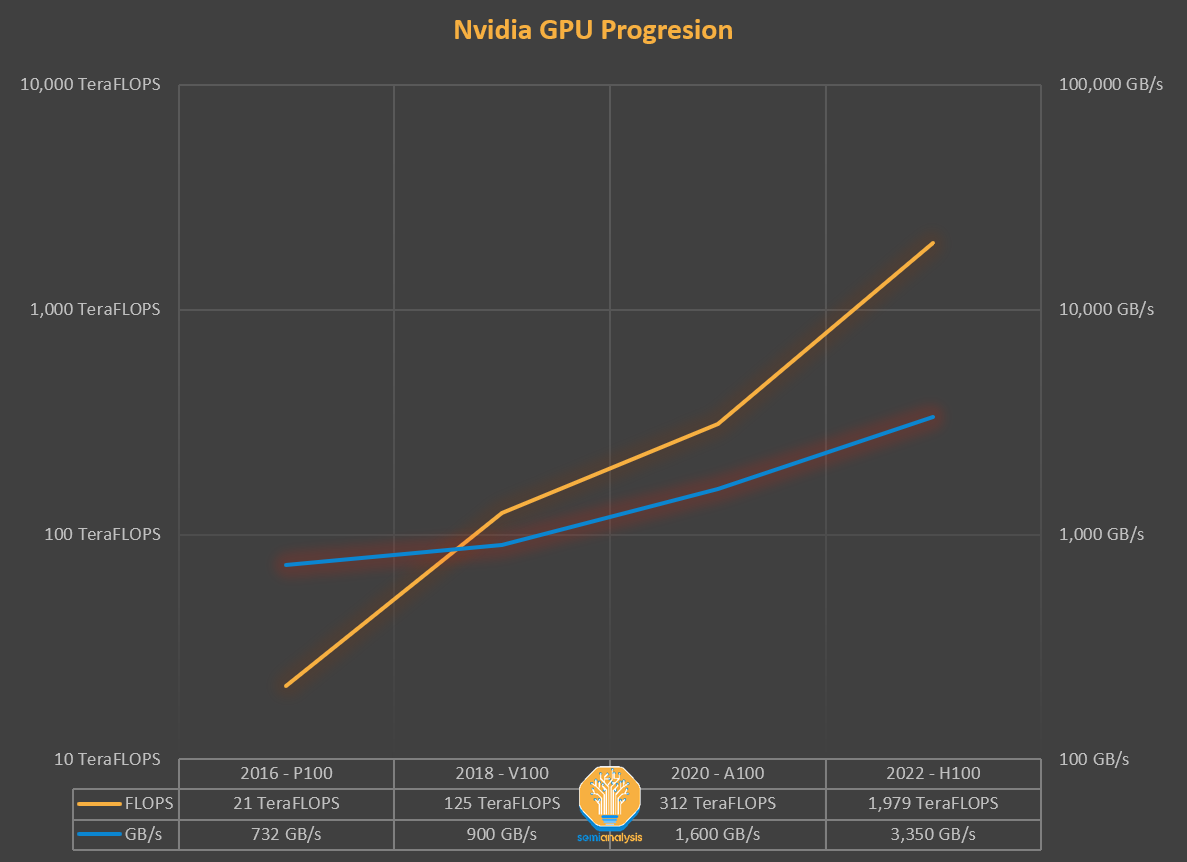 Nvidia GPU Progresion
10,000 TeraFLOPS
100,000 GB/s
1,000 TeraFLOPS
10,000 GB/s
100 TeraFLOPS
1,000 GB/s
10 TeraFLOPS
100 GB/s
2016 - P100 2018 - V100 2020 - A100 2022 - H100
FLOPS 21 TeraFLOPS 125 TeraFLOPS 312 TeraFLOPS 1,979 TeraFLOPS
GB/s 732 GB/s 900 GB/s 1,600 GB/s 3,350 GB/s
semianalysis